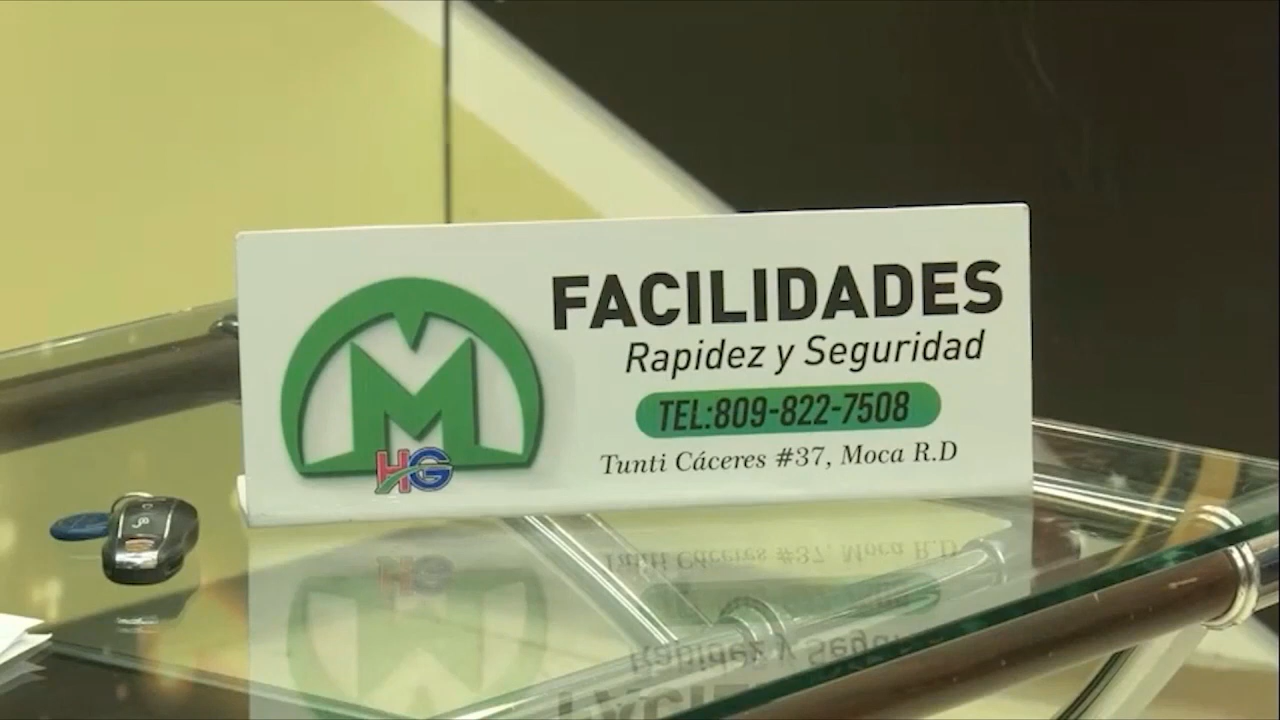 M
HG
FACILIDADES
Rapidez y Seguridad
TEL:809-822-7508
Tunti Cáceres #37, Moca R.D